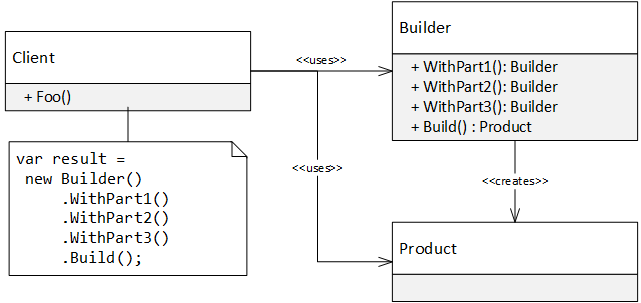 Client
+ Foo()
var result =
new Builder()
.WithPart1()
.WithPart2()
.WithPart3()
.Build();
<<uses>>
<<uses>>
Builder
+ WithPart1(): Builder
+ WithPart2(): Builder
+ WithPart3(): Builder
+ Build() : Product
<<creates>>
Product